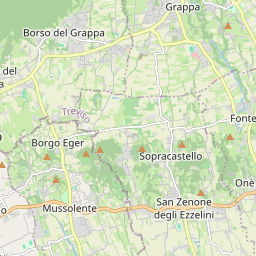 Grappa
Borso del Grappa
del
Treviso
Fonte
Borgo Eger
Sopracastello
Onè
Mussolente
San Zenone
degli Ezzelini